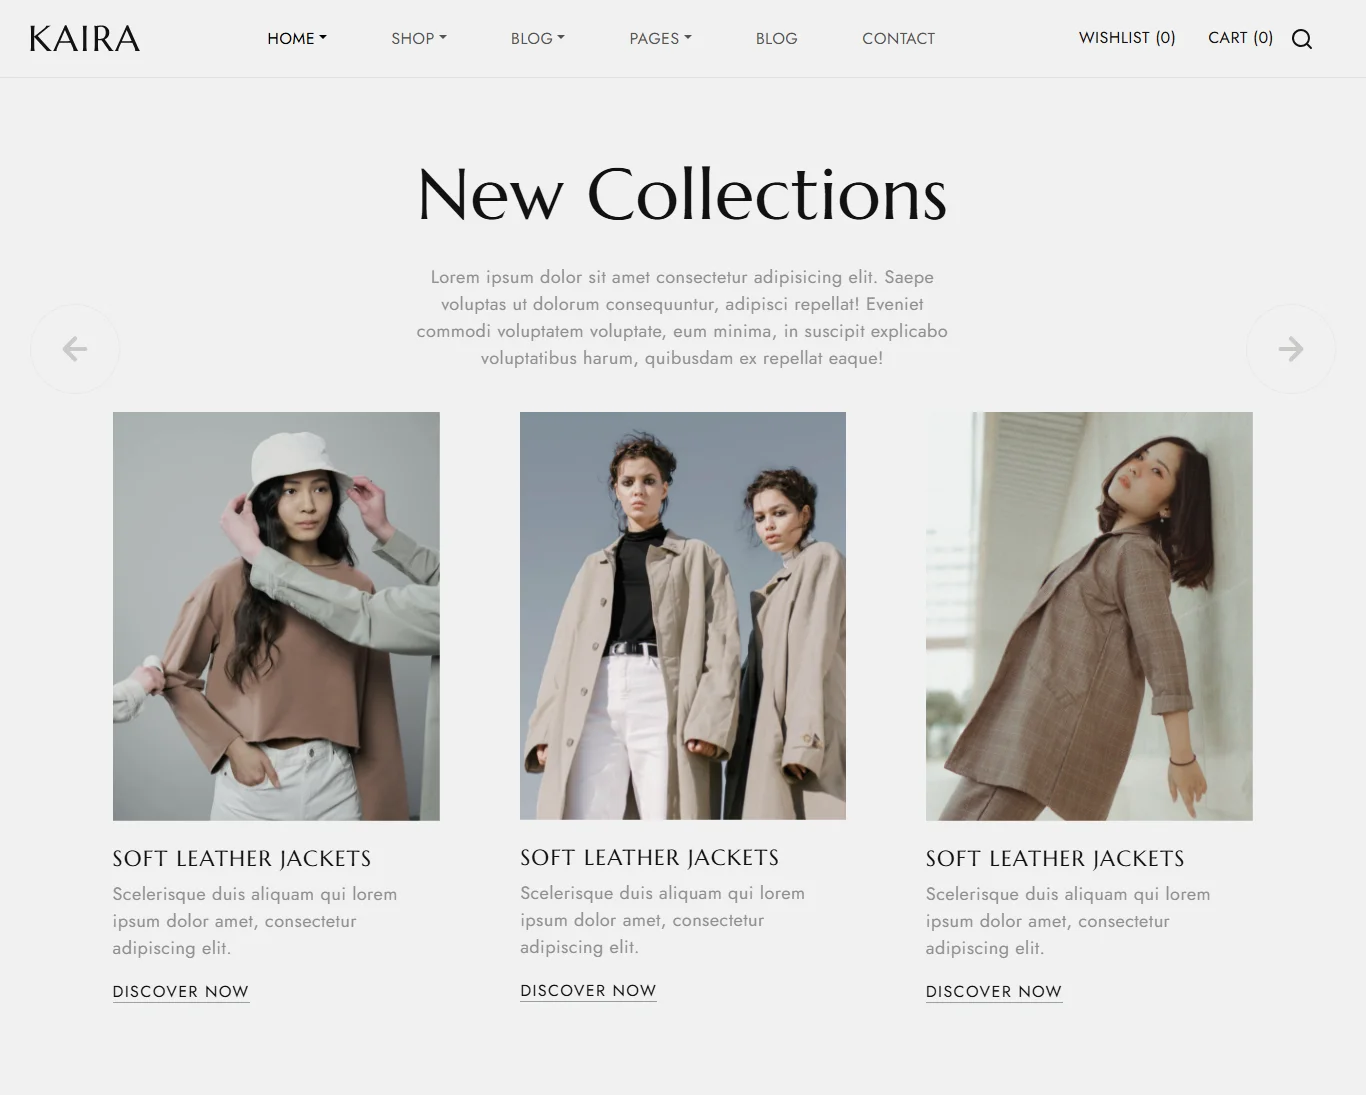 KAIRA
HOME SHOP BLOG PAGES BLOG CONTACT WISHLIST (0) CART (0)
New Collections
Lorem ipsum dolor sit amet consectetur adipisicing elit. Saepe
voluptas ut dolorum consequuntur, adipisci repellat! Eveniet
commodi voluptatem voluptate, eum minima, in suscipit explicabo
voluptatibus harum, quibusdam ex repellat eaque!
SOFT LEATHER JACKETS
Scelerisque duis aliquam qui lorem
ipsum dolor amet, consectetur
adipiscing elit.
DISCOVER NOW
SOFT LEATHER JACKETS
Scelerisque duis aliquam qui lorem
ipsum dolor amet, consectetur
adipiscing elit.
DISCOVER NOW
SOFT LEATHER JACKETS
Scelerisque duis aliquam qui lorem
ipsum dolor amet, consectetur
adipiscing elit.
DISCOVER NOW